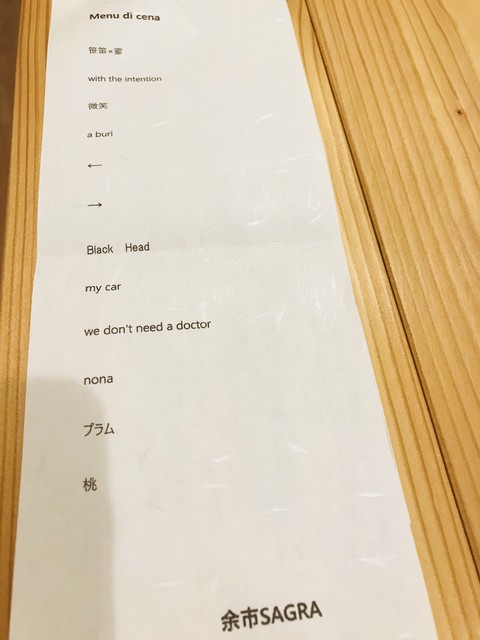 Menu di cena
笹笛×蜜
with the intention
微笑
a buri
←
→
Black Head
my car
we don't need a doctor
nona
プラム
桃
余市SAGRA